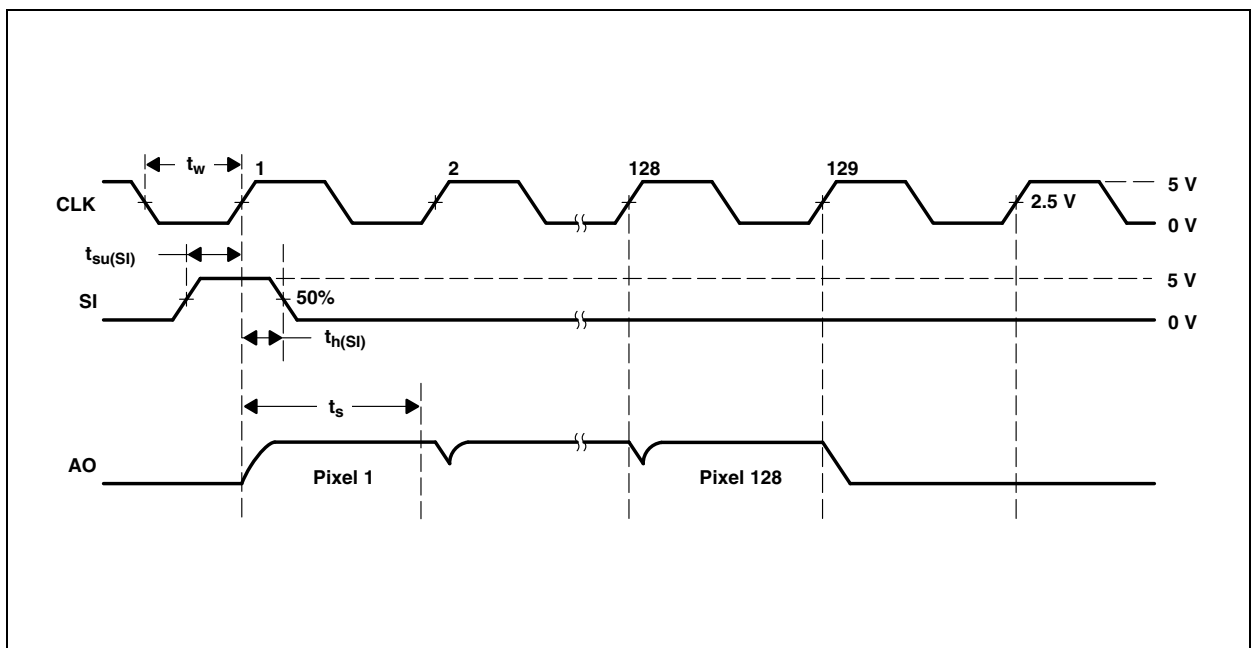 tw
1
2
128
129
CLK
5 V
2.5 V
0 V
tsu(SI)
SI
50%
5 V
0 V
th(SI)
ts
AO
Pixel 1
Pixel 128